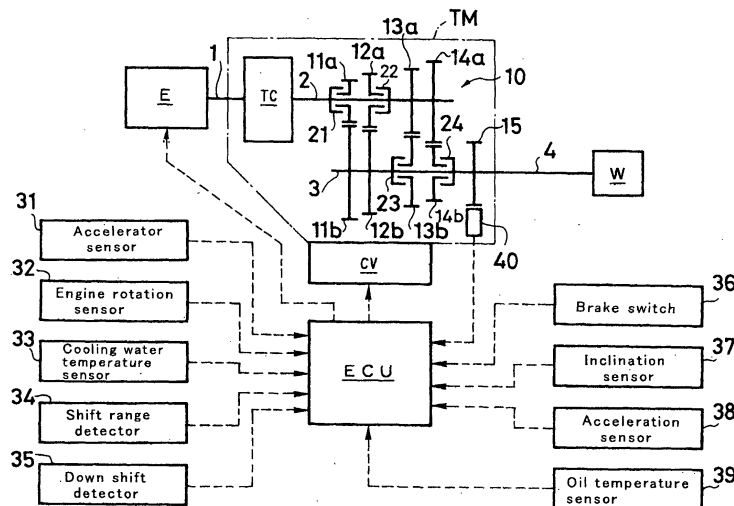 TM
13a
14a
12a
11a
22
10
1
2
E
TC
21
24
15
4
W
3
23
14b
11b
12b
13b
40
CV
ECU
31
Accelerator
sensor
32
Engine rotation
sensor
33
Cooling water
temperature
sensor
34
Shift range
detector
35
Down shift
detector
36
Brake switch
37
Inclination
sensor
38
Acceleration
sensor
39
Oil temperature
sensor